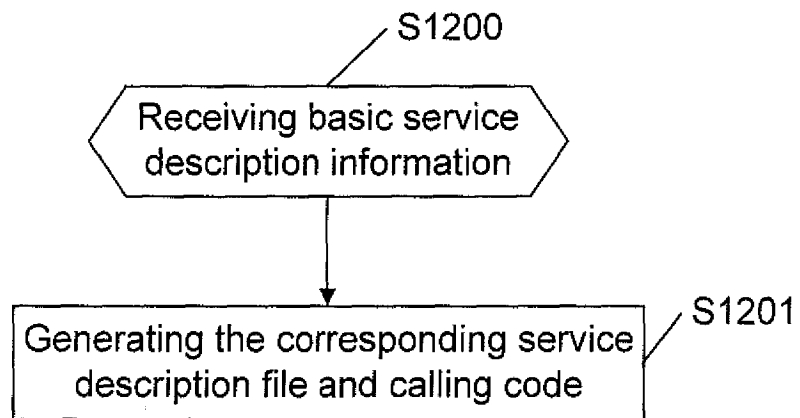 S1200
Receiving basic service
description information
S1201
Generating the corresponding service
description file and calling code